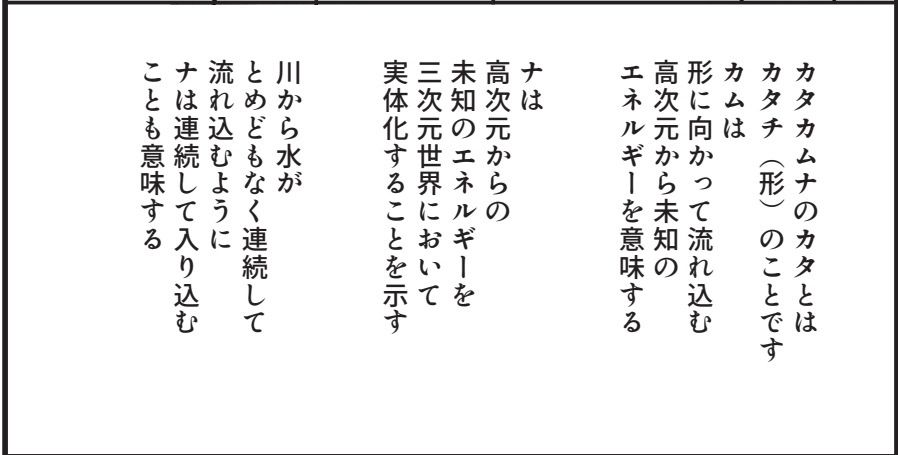 カタカムナのカタとは
カタチ（形）のことです
カムは
形に向かって流れ込む
高次元から未知の
エネルギーを意味する
ナは
高次元からの
未知のエネルギーを
三次元世界において
実体化することを示す
川から水が
とめどもなく連続して
流れ込むように
ナは連続して入り込む
ことも意味する